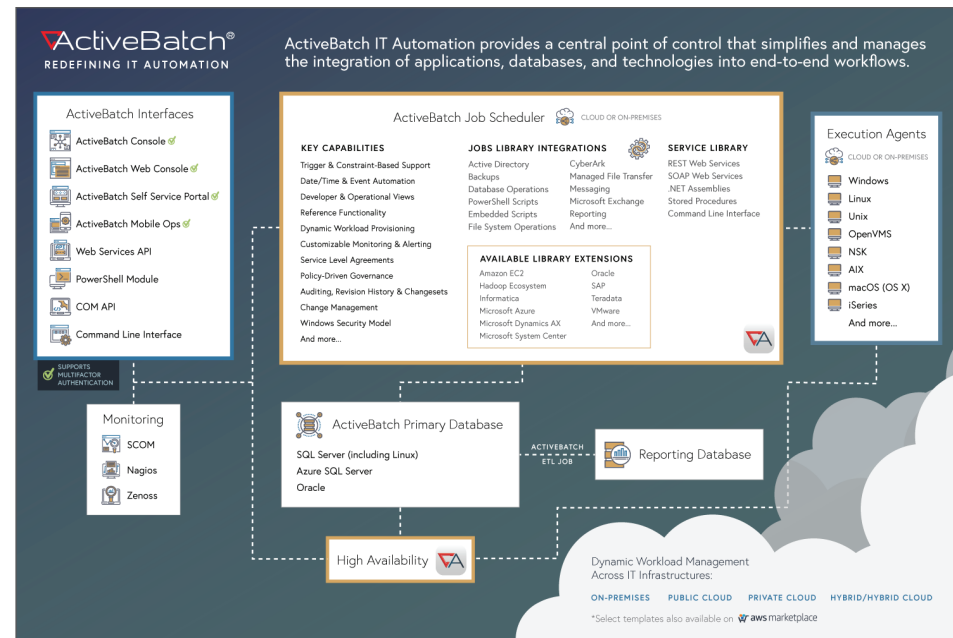 ActiveBatch®
REDEFINING IT AUTOMATION
ActiveBatch IT Automation provides a central point of control that simplifies and manages
the integration of applications, databases, and technologies into end-to-end workflows.
ActiveBatch Interfaces
ActiveBatch Console
ActiveBatch Web Console
ActiveBatch Self Service Portal
ActiveBatch Mobile Ops
Web Services API
PowerShell Module
COM API
Command Line Interface
SUPPORTS
MULTIFACTOR
AUTHENTICATION
Monitoring
SCOM
Nagios
Zenoss
ActiveBatch Job Scheduler
CLOUD OR ON-PREMISES
KEY CAPABILITIES
Trigger & Constraint-Based Support
Date/Time & Event Automation
Developer & Operational Views
Reference Functionality
Dynamic Workload Provisioning
Customizable Monitoring & Alerting
Service Level Agreements
Policy-Driven Governance
Auditing, Revision History & Changesets
Change Management
Windows Security Model
And more...
JOBS LIBRARY INTEGRATIONS
Active Directory
Backups
Database Operations
PowerShell Scripts
Embedded Scripts
File System Operations
CyberArk
Managed File Transfer
Messaging
Microsoft Exchange
Reporting
And more...
SERVICE LIBRARY
REST Web Services
SOAP Web Services
.NET Assemblies
Stored Procedures
Command Line Interface
AVAILABLE LIBRARY EXTENSIONS
Amazon EC2
Hadoop Ecosystem
Informatica
Microsoft Azure
Microsoft Dynamics AX
Microsoft System Center
Oracle
SAP
Teradata
VMware
And more...
Execution Agents
CLOUD OR ON-PREMISES
Windows
Linux
Unix
OpenVMS
NSK
AIX
macOS (OS X)
iSeries
And more...
ActiveBatch Primary Database
SQL Server (including Linux)
Azure SQL Server
Oracle
ACTIVEBATCH
ETL JOB
Reporting Database
High Availability
Dynamic Workload Management
Across IT Infrastructures:
ON-PREMISES PUBLIC CLOUD PRIVATE CLOUD HYBRID/HYBRID CLOUD
*Select templates also available on aws marketplace